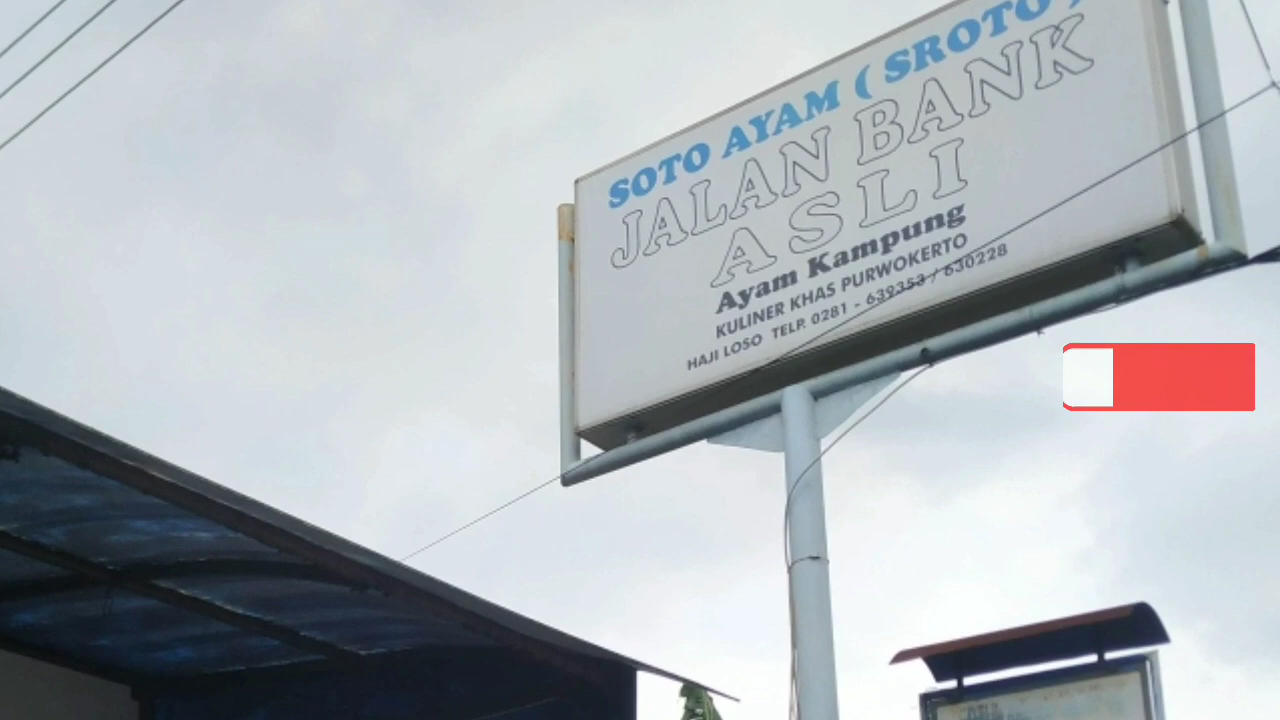 SOTO AYAM ( SROTO )
JALAN BANK
ASLI
Ayam Kampung
KULINER KHAS PURWOKERTO
HAJI LOSO TELP. 0281 - 639353 / 630228